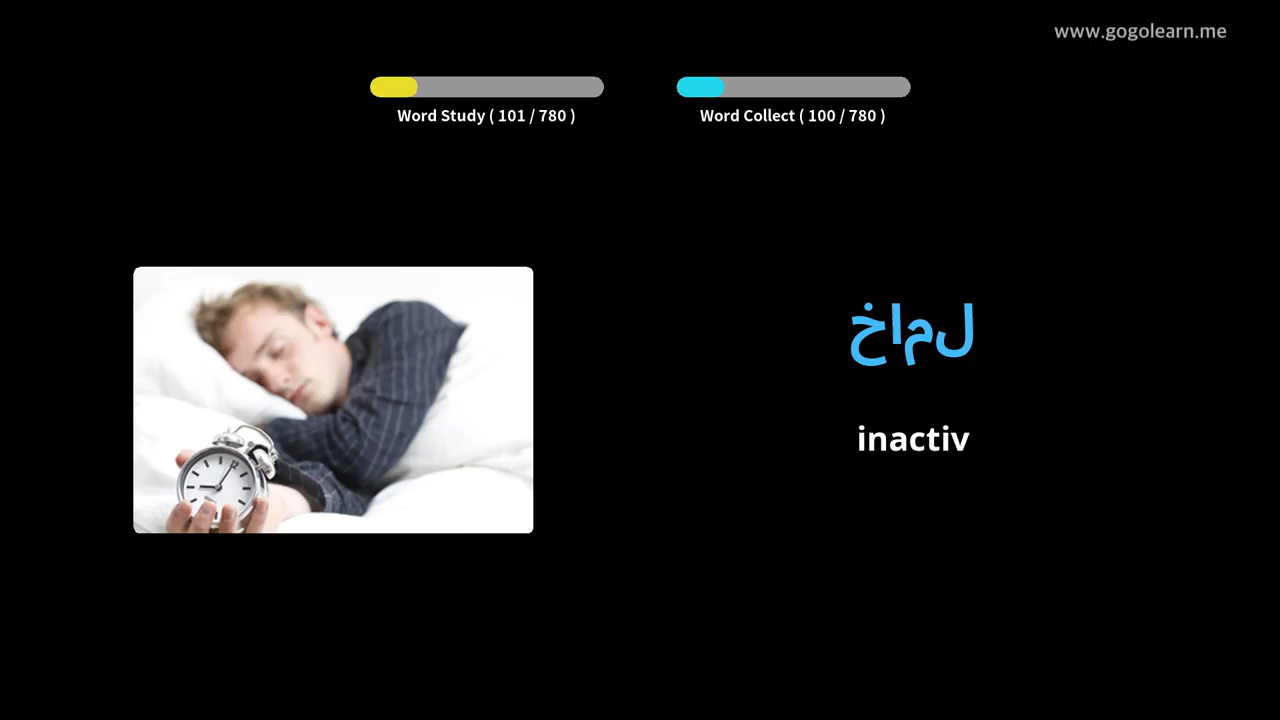 www.gogolearn.me
Word Study ( 101 / 780 )
Word Collect ( 100 / 780 )
خامل
inactiv